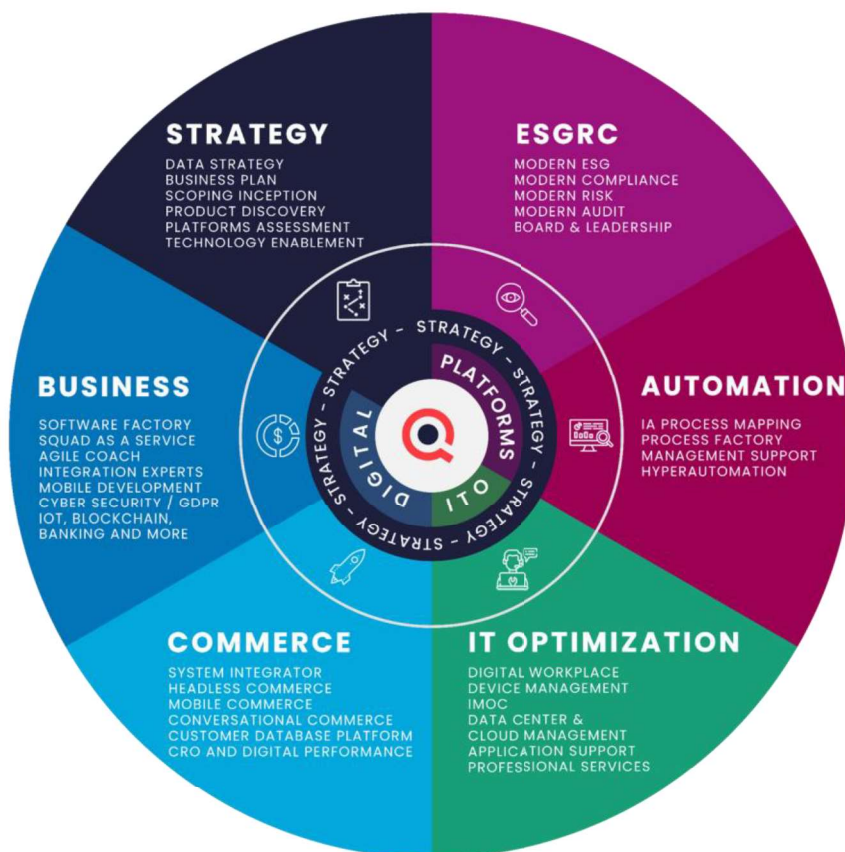 STRATEGY
DATA STRATEGY
BUSINESS PLAN
SCOPING INCEPTION
PRODUCT DISCOVERY
PLATFORMS ASSESSMENT
TECHNOLOGY ENABLEMENT
ESGRC
MODERN ESG
MODERN COMPLIANCE
MODERN RISK
MODERN AUDIT
BOARD & LEADERSHIP
BUSINESS
SOFTWARE FACTORY
SQUAD AS A SERVICE
AGILE COACH
INTEGRATION EXPERTS
MOBILE DEVELOPMENT
CYBER SECURITY / GDPR
IOT, BLOCKCHAIN,
BANKING AND MORE
STRATEGY - STRATEGY - STRATEGY - STRATEGY - STRATEGY - STRATEGY -
PLATFORMS
DIGITAL
ITO
AUTOMATION
IA PROCESS MAPPING
PROCESS FACTORY
MANAGEMENT SUPPORT
HYPERAUTOMATION
COMMERCE
SYSTEM INTEGRATOR
HEADLESS COMMERCE
MOBILE COMMERCE
CONVERSATIONAL COMMERCE
CUSTOMER DATABASE PLATFORM
CRO AND DIGITAL PERFORMANCE
IT OPTIMIZATION
DIGITAL WORKPLACE
DEVICE MANAGEMENT
IMOC
DATA CENTER &
CLOUD MANAGEMENT
APPLICATION SUPPORT
PROFESSIONAL SERVICES